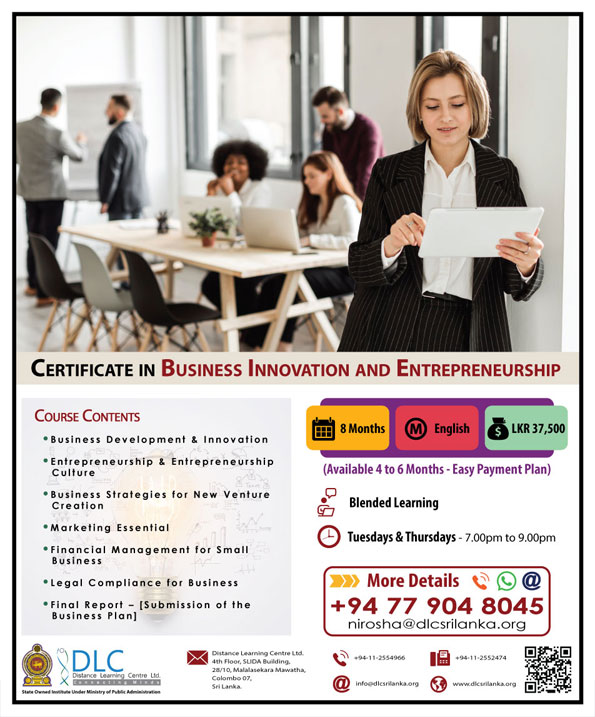 Certificate in Business Innovation and Entrepreneurship
Course Contents
• Business Development & Innovation
• Entrepreneurship & Entrepreneurship
Culture
• Business Strategies for New Venture
Creation
• Marketing Essential
• Financial Management for Small
Business
• Legal Compliance for Business
• Final Report – [Submission of the
Business Plan]
8 Months
M English
$ LKR 37,500
(Available 4 to 6 Months - Easy Payment Plan)
Blended Learning
Tuesdays & Thursdays - 7.00pm to 9.00pm
More Details
+94 77 904 8045
nirosha@dlcsrilanka.org
DLC
Distance Learning Centre Ltd.
Connecting Minds
State Owned Institute Under Ministry of Public Administration
Distance Learning Centre Ltd.
4th Floor, SLIDA Building,
28/10, Malalasekara Mawatha,
Colombo 07,
Sri Lanka.
+94-11-2554966
+94-11-2552474
info@dlcsrilanka.org
www.dlcsrilanka.org